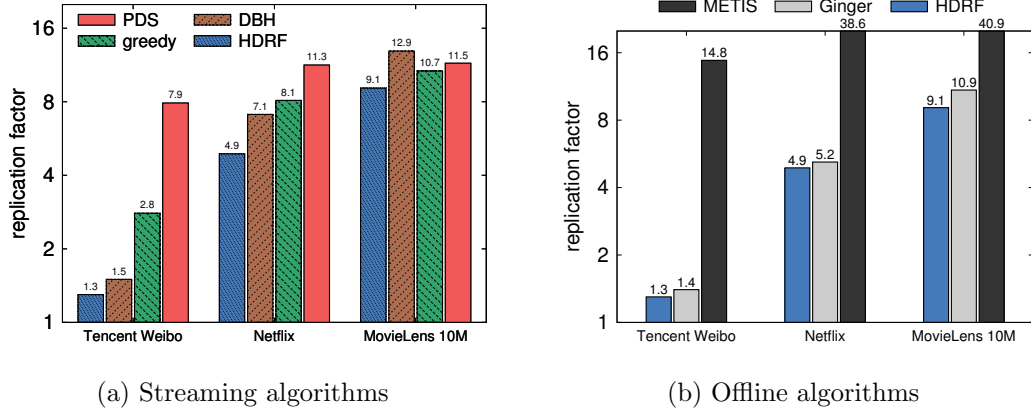 PDS
DBH
greedy
HDRF
replication factor
16
8
4
2
1
1.3
1.5
2.8
7.9
4.9
7.1
8.1
11.3
9.1
12.9
10.7
11.5
Tencent Weibo
Netflix
MovieLens 10M
(a) Streaming algorithms
METIS
Ginger
HDRF
replication factor
16
8
4
2
1
1.3
1.4
14.8
4.9
5.2
38.6
9.1
10.9
40.9
Tencent Weibo
Netflix
MovieLens 10M
(b) Offline algorithms